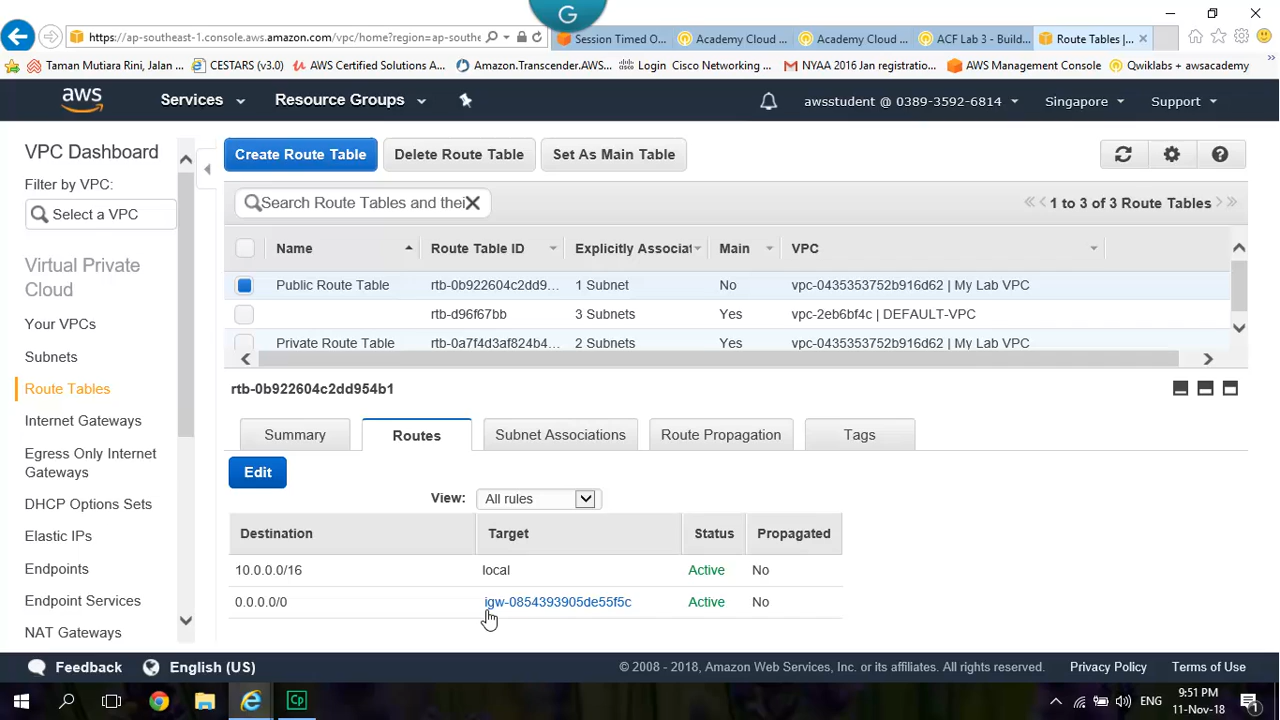 G
https://ap-southeast-1.console.aws.amazon.com/vpc/home?region=ap-southe
Session Timed O...
Academy Cloud ...
Academy Cloud ...
ACF Lab 3 - Build...
Route Tables |...
Taman Mutiara Rini, Jalan ...
CESTARS (v3.0)
AWS Certified Solutions A...
Amazon.Transcender.AWS...
Login
Cisco Networking ...
NYAA 2016 Jan registration...
AWS Management Console
Qwiklabs + awsacademy
aws
Services
Resource Groups
awsstudent @ 0389-3592-6814
Singapore
Support
VPC Dashboard
Filter by VPC:
Select a VPC
Virtual Private
Cloud
Your VPCs
Subnets
Route Tables
Internet Gateways
Egress Only Internet
Gateways
DHCP Options Sets
Elastic IPs
Endpoints
Endpoint Services
NAT Gateways
Create Route Table
Delete Route Table
Set As Main Table
Search Route Tables and thei
1 to 3 of 3 Route Tables
Name Route Table ID Explicitly Associat Main VPC
Public Route Table rtb-0b922604c2dd9... 1 Subnet No vpc-0435353752b916d62 | My Lab VPC
rtb-d96f67bb 3 Subnets Yes vpc-2eb6bf4c | DEFAULT-VPC
Private Route Table rtb-0a7f4d3af824b4... 2 Subnets Yes vpc-0435353752b916d62 | My Lab VPC
rtb-0b922604c2dd954b1
Summary
Routes
Subnet Associations
Route Propagation
Tags
Edit
View: All rules
Destination Target Status Propagated
10.0.0.0/16 local Active No
0.0.0.0/0 igw-0854393905de55f5c Active No
Feedback
English (US)
© 2008 - 2018, Amazon Web Services, Inc. or its affiliates. All rights reserved.
Privacy Policy
Terms of Use
Cp
ENG
9:51 PM
11-Nov-18
1